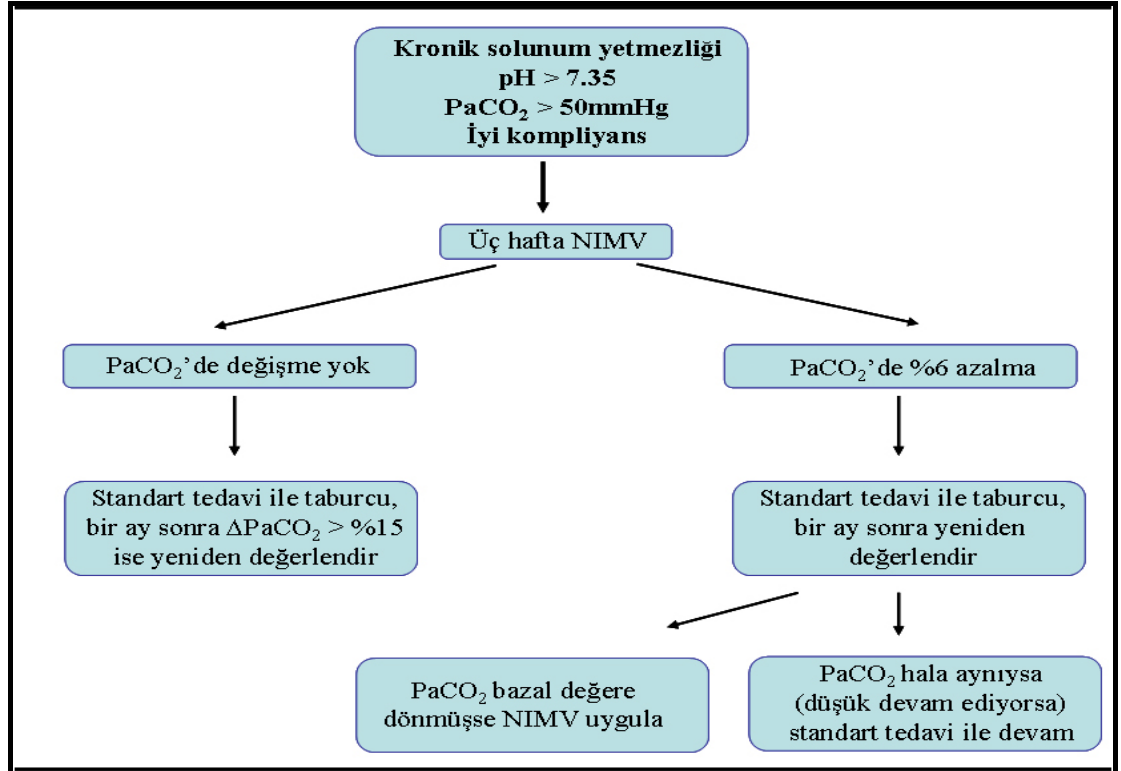 Kronik solunum yetmezliği
pH > 7.35
PaCO₂ > 50mmHg
İyi kompliyans
Üç hafta NIMV
PaCO₂’de değişme yok
PaCO₂’de %6 azalma
Standart tedavi ile taburcu,
bir ay sonra ΔPaCO₂ > %15
ise yeniden değerlendir
Standart tedavi ile taburcu,
bir ay sonra yeniden
değerlendir
PaCO₂ bazal değere
dönmüşse NIMV uygula
PaCO₂ hala aynıysa
(düşük devam ediyorsa)
standart tedavi ile devam